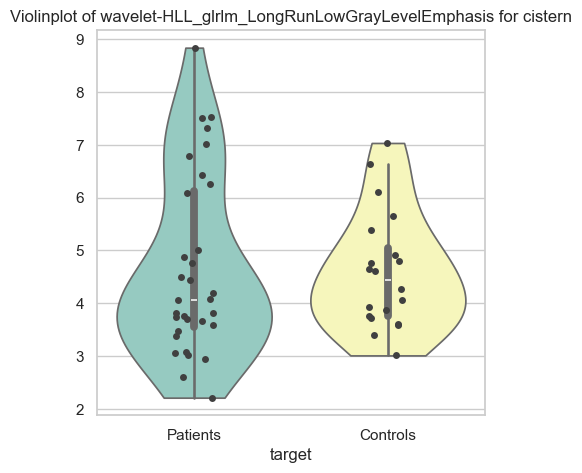 Violinplot of wavelet-HLL_glrlm_LongRunLowGrayLevelEmphasis for cistern
9
8
7
6
5
4
3
2
Patients
Controls
target